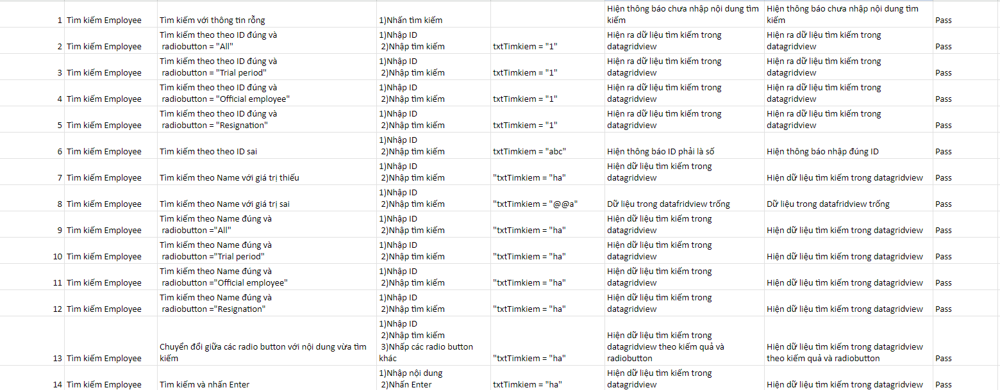 1 Tìm kiếm Employee Tìm kiếm với thông tin rỗng 1)Nhấn tìm kiếm Hiện thông báo chưa nhập nội dung tìm kiếm Hiện thông báo chưa nhập nội dung tìm kiếm Pass
2 Tìm kiếm Employee Tìm kiếm theo theo ID đúng và radiobutton = "All" 1)Nhập ID 2)Nhập tìm kiếm txtTimkiem = "1" Hiện ra dữ liệu tìm kiếm trong datagridview Hiện ra dữ liệu tìm kiếm trong datagridview Pass
3 Tìm kiếm Employee Tìm kiếm theo theo ID đúng và radiobutton = "Trial period" 1)Nhập ID 2)Nhập tìm kiếm txtTimkiem = "1" Hiện ra dữ liệu tìm kiếm trong datagridview Hiện ra dữ liệu tìm kiếm trong datagridview Pass
4 Tìm kiếm Employee Tìm kiếm theo theo ID đúng và radiobutton = "Official employee" 1)Nhập ID 2)Nhập tìm kiếm txtTimkiem = "1" Hiện ra dữ liệu tìm kiếm trong datagridview Hiện ra dữ liệu tìm kiếm trong datagridview Pass
5 Tìm kiếm Employee Tìm kiếm theo theo ID đúng và radiobutton = "Resignation" 1)Nhập ID 2)Nhập tìm kiếm txtTimkiem = "1" Hiện ra dữ liệu tìm kiếm trong datagridview Hiện ra dữ liệu tìm kiếm trong datagridview Pass
6 Tìm kiếm Employee Tìm kiếm theo theo ID sai 1)Nhập ID 2)Nhập tìm kiếm txtTimkiem = "abc" Hiện thông báo ID phải là số Hiện thông báo nhập đúng ID Pass
7 Tìm kiếm Employee Tìm kiếm theo Name với giá trị thiếu 1)Nhập ID 2)Nhập tìm kiếm "txtTimkiem = "ha" Hiện dữ liệu tìm kiếm trong datagridview Hiện dữ liệu tìm kiếm trong datagridview Pass
8 Tìm kiếm Employee Tìm kiếm theo Name với giá trị sai 1)Nhập ID 2)Nhập tìm kiếm "txtTimkiem = "@@a" Dữ liệu trong datafridview trống Dữ liệu trong datafridview trống Pass
9 Tìm kiếm Employee Tìm kiếm theo Name đúng và radiobutton ="All" 1)Nhập ID 2)Nhập tìm kiếm "txtTimkiem = "ha" Hiện dữ liệu tìm kiếm trong datagridview Hiện dữ liệu tìm kiếm trong datagridview Pass
10 Tìm kiếm Employee Tìm kiếm theo Name đúng và radiobutton ="Trial period" 1)Nhập ID 2)Nhập tìm kiếm "txtTimkiem = "ha" Hiện dữ liệu tìm kiếm trong datagridview Hiện dữ liệu tìm kiếm trong datagridview Pass
11 Tìm kiếm Employee Tìm kiếm theo Name đúng và radiobutton ="Official employee" 1)Nhập ID 2)Nhập tìm kiếm "txtTimkiem = "ha" Hiện dữ liệu tìm kiếm trong datagridview Hiện dữ liệu tìm kiếm trong datagridview Pass
12 Tìm kiếm Employee Tìm kiếm theo Name đúng và radiobutton ="Resignation" 1)Nhập ID 2)Nhập tìm kiếm "txtTimkiem = "ha" Hiện dữ liệu tìm kiếm trong datagridview Hiện dữ liệu tìm kiếm trong datagridview Pass
13 Tìm kiếm Employee Chuyển đổi giữa các radio button với nội dung vừa tìm kiếm 1)Nhập ID 2)Nhập tìm kiếm 3)Nhấp các radio button khác "txtTimkiem = "ha" Hiện dữ liệu tìm kiếm trong datagridview theo kiếm quả và radiobutton Hiện dữ liệu tìm kiếm trong datagridview theo kiếm quả và radiobutton Pass
14 Tìm kiếm Employee Tìm kiếm và nhấn Enter 1)Nhập nội dung 2)Nhấn Enter txtTimkiem = "ha" Hiện dữ liệu tìm kiếm trong datagridview Hiện dữ liệu tìm kiếm trong datagridview Pass